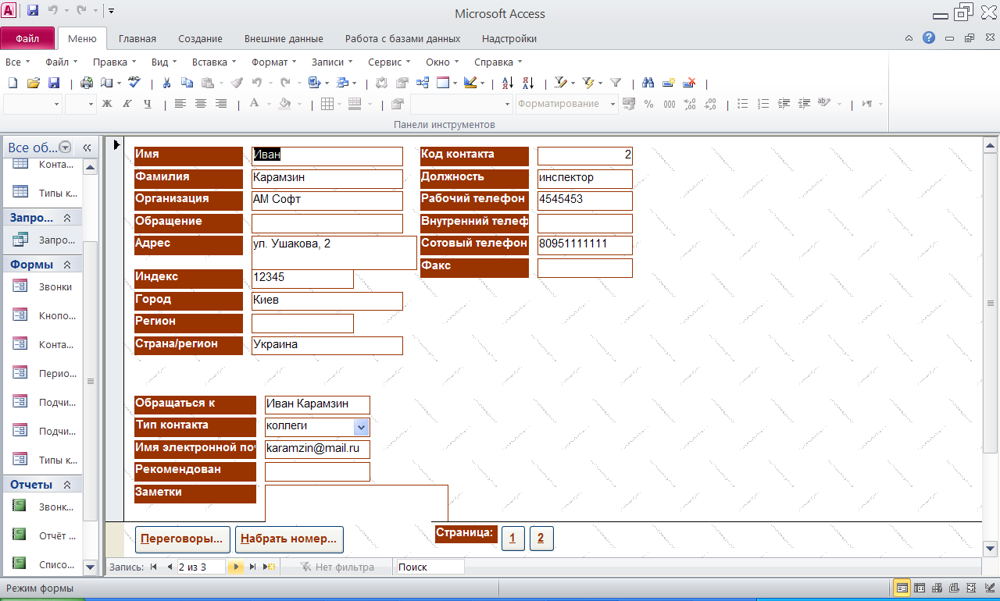 Microsoft Access
Файл Меню Главная Создание Внешние данные Работа с базами данных Надстройки
Все Файл Правка Вид Вставка Формат Записи Сервис Окно Справка
Ж К Ч Форматирование % 000
Панели инструментов
Все об...
Конта...
Типы к...
Запро...
Запро...
Формы
Звонки
Кнопо...
Конта...
Перио...
Подчи...
Подчи...
Типы к...
Отчеты
Звонк...
Отчёт ...
Списо...
Имя Иван Код контакта 2
Фамилия Карамзин Должность инспектор
Организация АМ Софт Рабочий телефон 4545453
Обращение Внутренний телеф
Адрес ул. Ушакова, 2 Сотовый телефон 80951111111
Факс
Индекс 12345
Город Киев
Регион
Страна/регион Украина
Обращаться к Иван Карамзин
Тип контакта коллеги
Имя электронной поч karamzin@mail.ru
Рекомендован
Заметки
Переговоры... Набрать номер... Страница: 1 2
Запись: 2 из 3 Нет фильтра Поиск
Режим формы